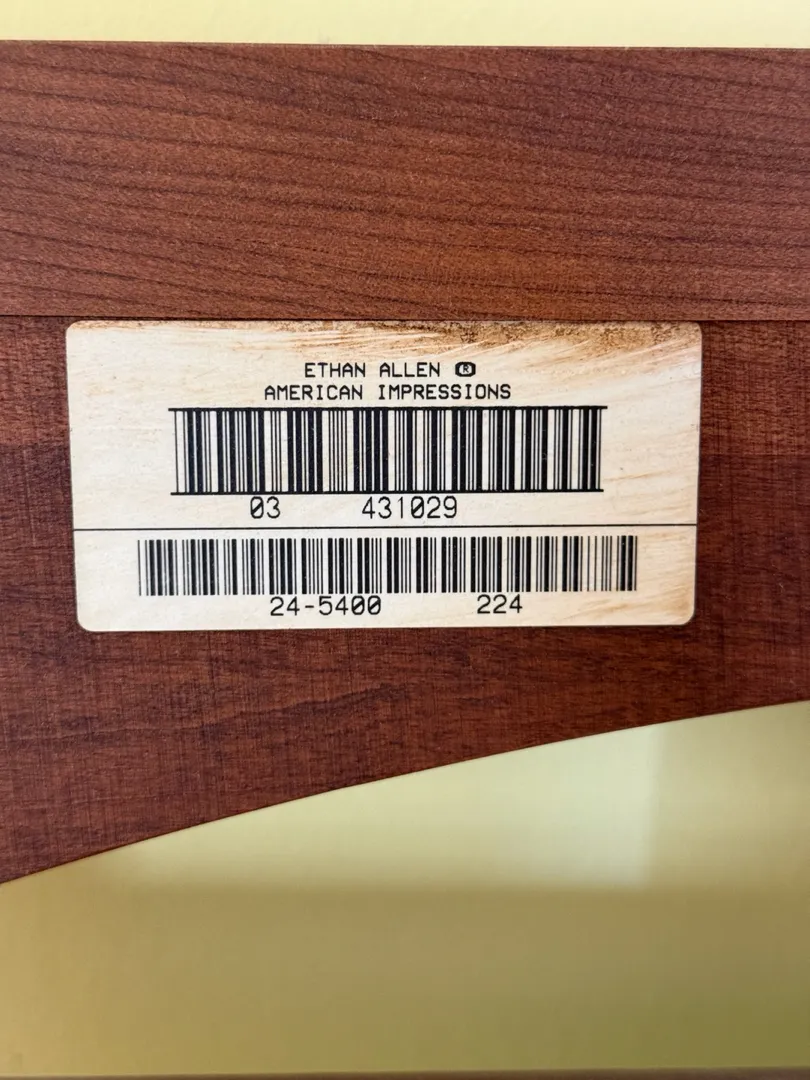 ETHAN ALLEN ®
AMERICAN IMPRESSIONS
03 431029
24-5400 224